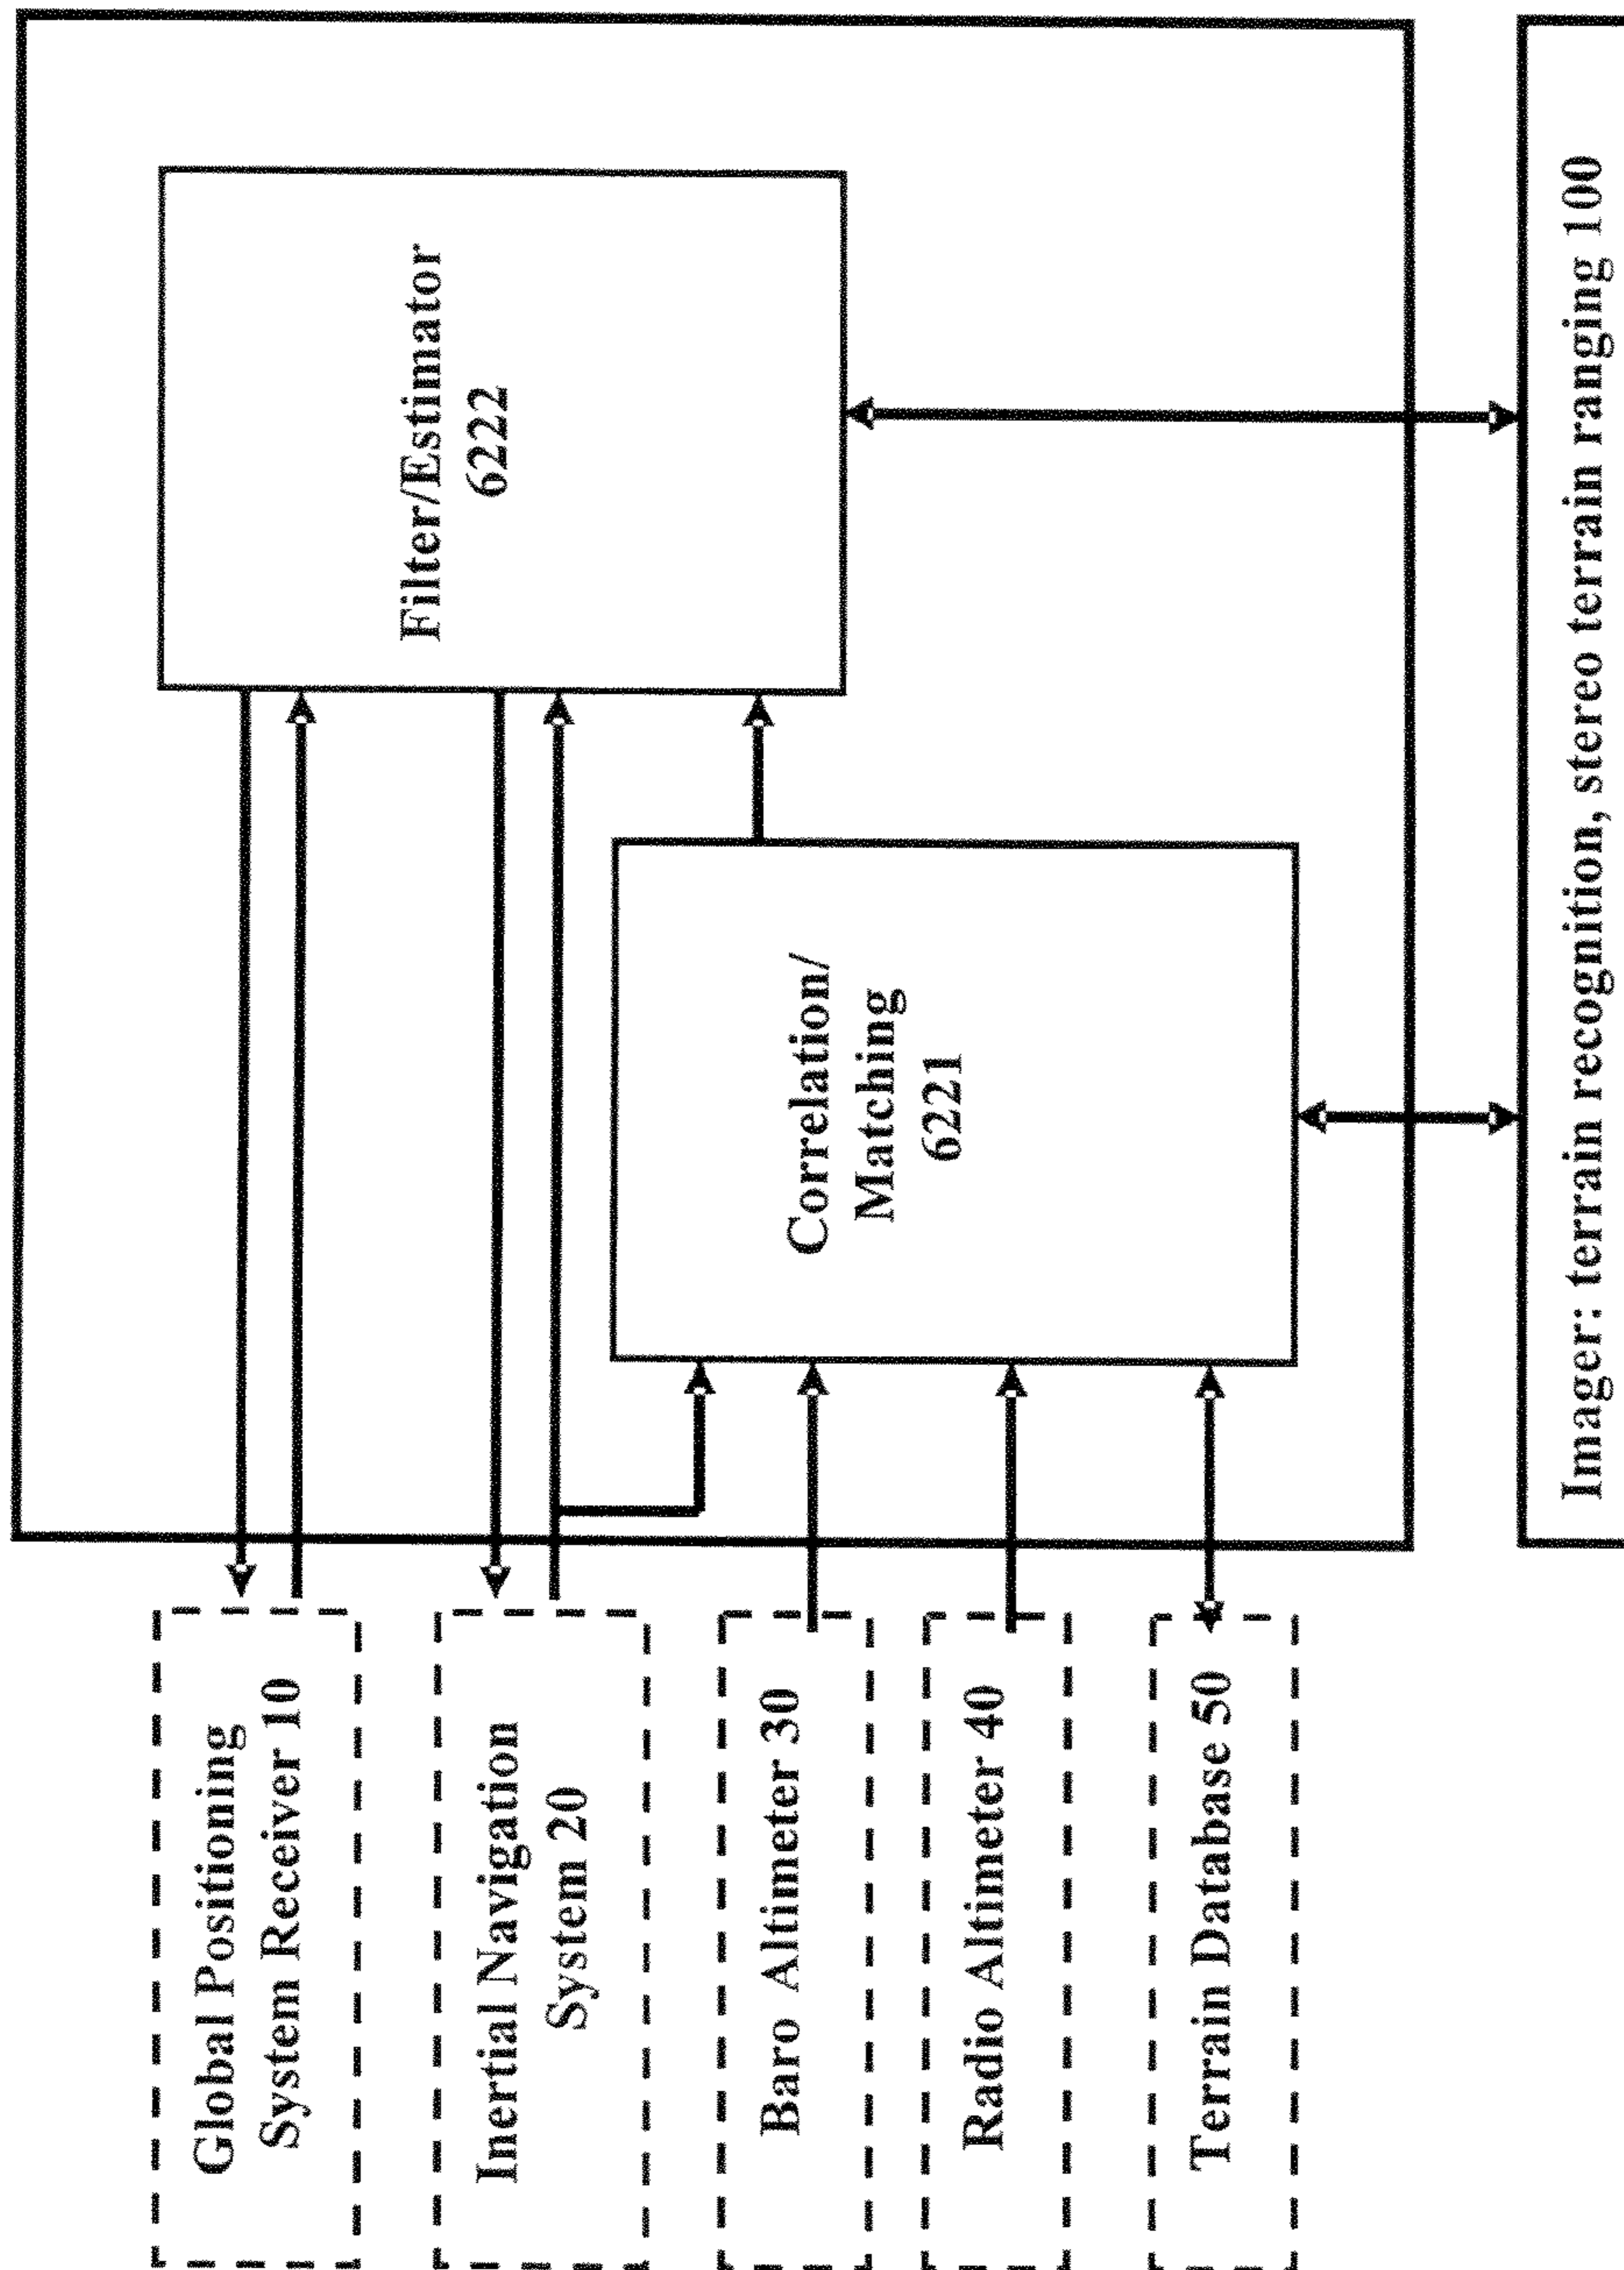 Global Positioning
System Receiver 10
Inertial Navigation
System 20
Baro Altimeter 30
Radio Altimeter 40
Terrain Database 50
Correlation/
Matching
6221
Filter/Estimator
6222
Imager: terrain recognition, stereo terrain ranging 100